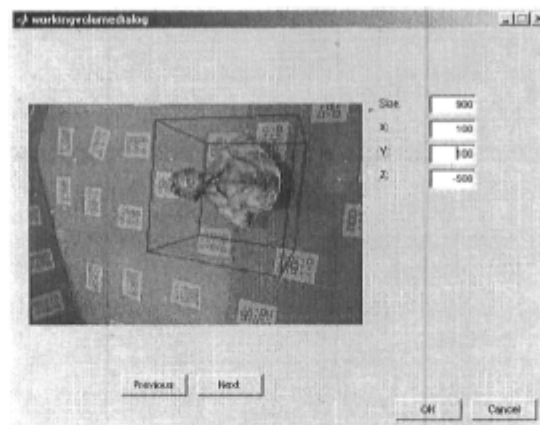 workingvolumedialog
Size: 900
X: 100
Y: 100
Z: -500
Previous Next
OK Cancel